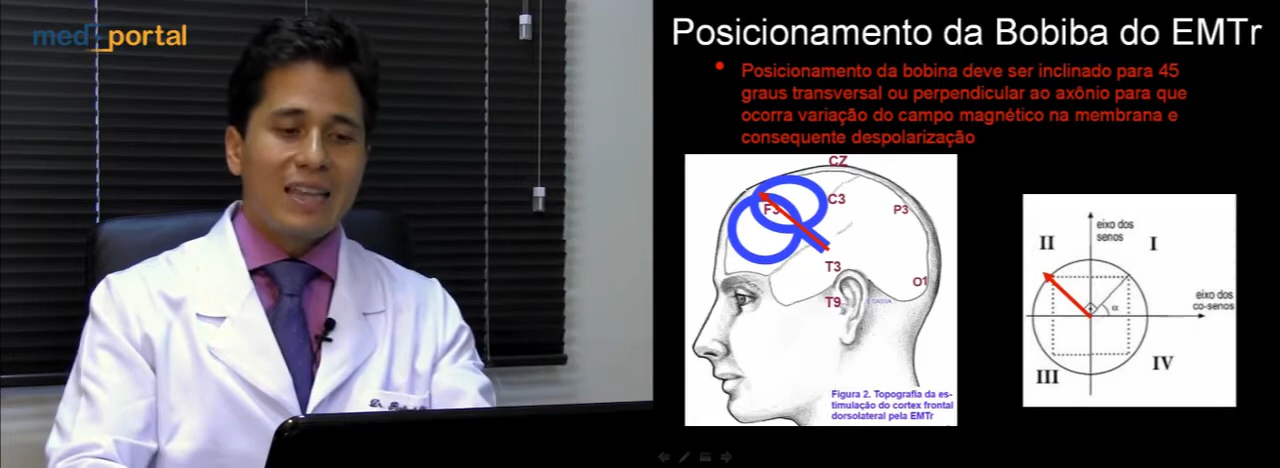 med portal
Posicionamento da Bobiba do EMTr
• Posicionamento da bobina deve ser inclinado para 45
graus transversal ou perpendicular ao axônio para que
ocorra variação do campo magnético na membrana e
consequente despolarização
CZ
C3
F3
P3
T3
O1
T9
Figura 2. Topografia da es-
timulação do cortex frontal
dorsolateral pela EMTr
eixo dos
senos
II
I
eixo dos
co-senos
α
III
IV
Dr.